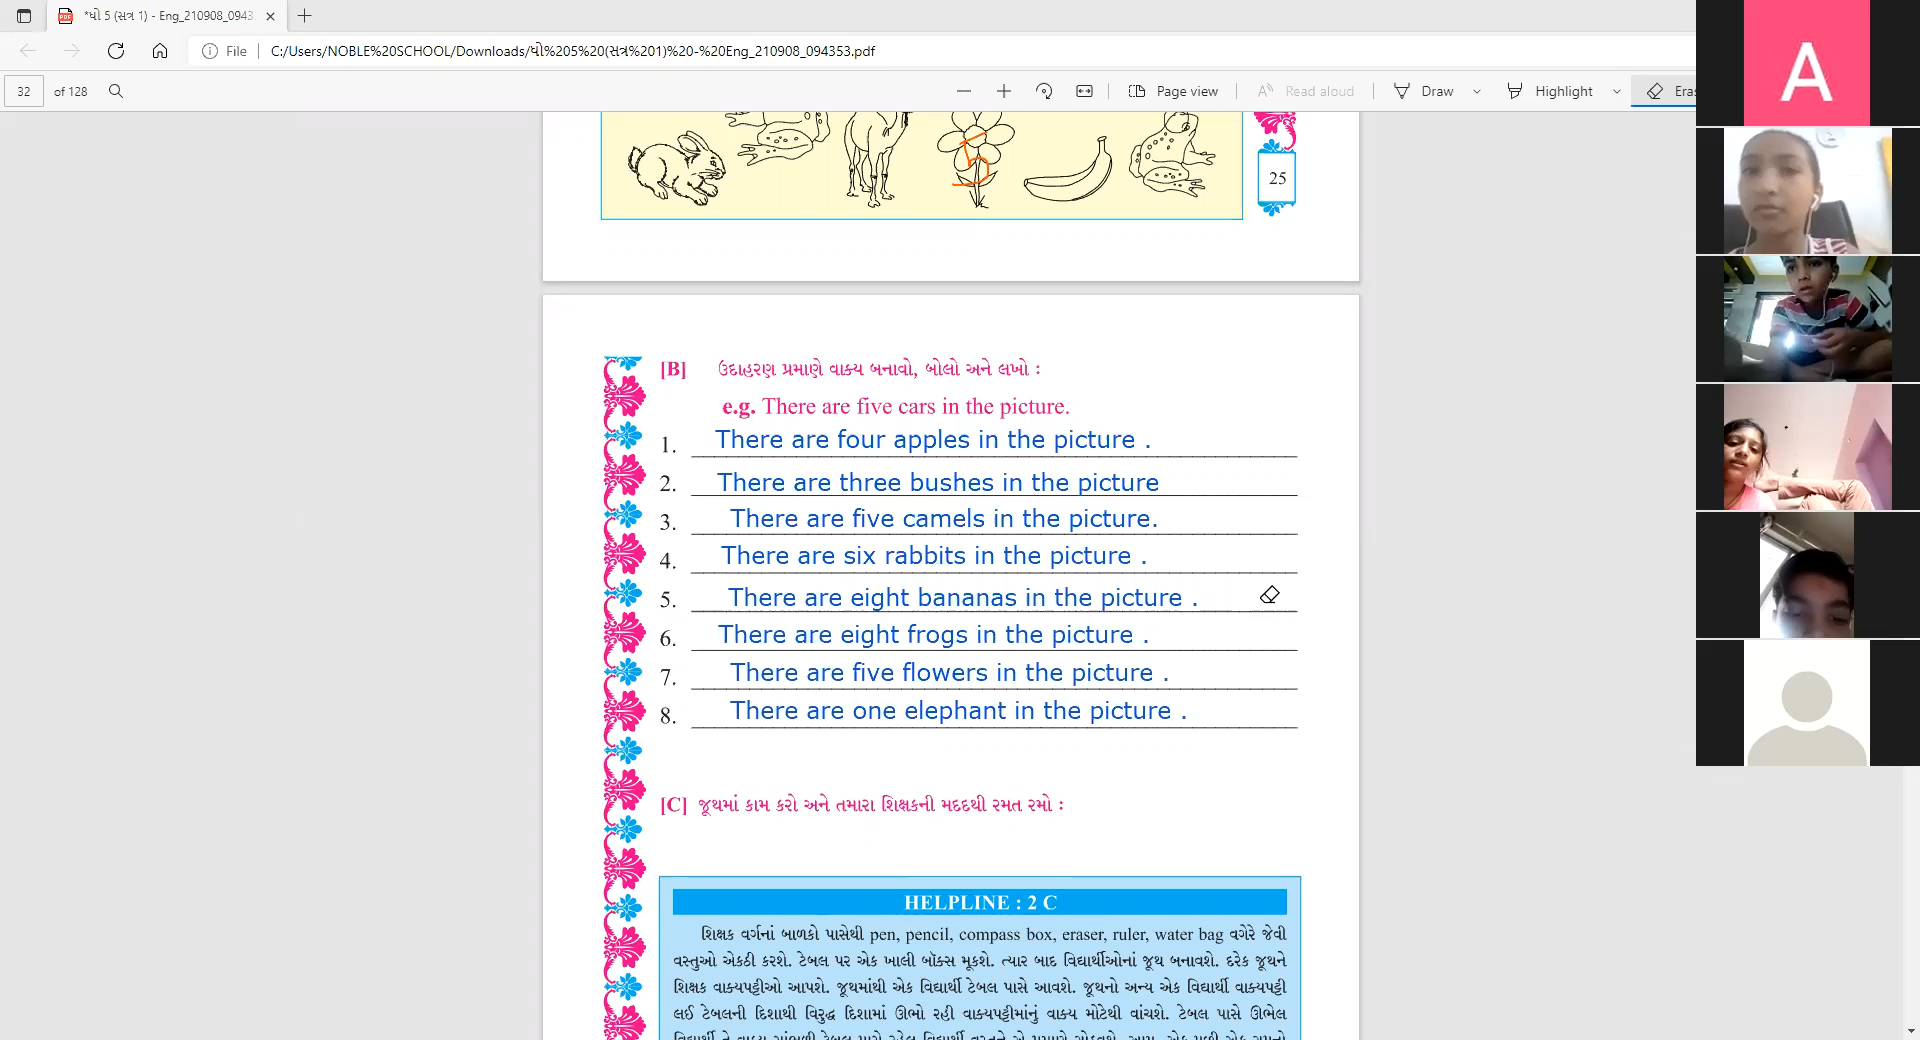 *ધો 5 (સત્ર 1) - Eng_210908_0943
File
C:/Users/NOBLE%20SCHOOL/Downloads/ધો%205%20(સત્ર%201)%20-%20Eng_210908_094353.pdf
32 of 128
Page view
Read aloud
Draw
Highlight
Eras
A
5
25
[B] ઉદાહરણ પ્રમાણે વાક્ય બનાવો, બોલો અને લખો :
e.g. There are five cars in the picture.
1. There are four apples in the picture .
2. There are three bushes in the picture
3. There are five camels in the picture.
4. There are six rabbits in the picture .
5. There are eight bananas in the picture .
6. There are eight frogs in the picture .
7. There are five flowers in the picture .
8. There are one elephant in the picture .
[C] જૂથમાં કામ કરો અને તમારા શિક્ષકની મદદથી રમત રમો :
HELPLINE : 2 C
શિક્ષક વર્ગનાં બાળકો પાસેથી pen, pencil, compass box, eraser, ruler, water bag વગેરે જેવી
વસ્તુઓ એકઠી કરશે. ટેબલ પર એક ખાલી બૉક્સ મૂકશે. ત્યાર બાદ વિદ્યાર્થીઓનાં જૂથ બનાવશે. દરેક જૂથને
શિક્ષક વાક્યપટ્ટીઓ આપશે. જૂથમાંથી એક વિદ્યાર્થી ટેબલ પાસે આવશે. જૂથનો અન્ય એક વિદ્યાર્થી વાક્યપટ્ટી
લઈ ટેબલની દિશાથી વિરુદ્ધ દિશામાં ઊભો રહી વાક્યપટ્ટીમાંનું વાક્ય મોટેથી વાંચશે. ટેબલ પાસે ઊભેલ